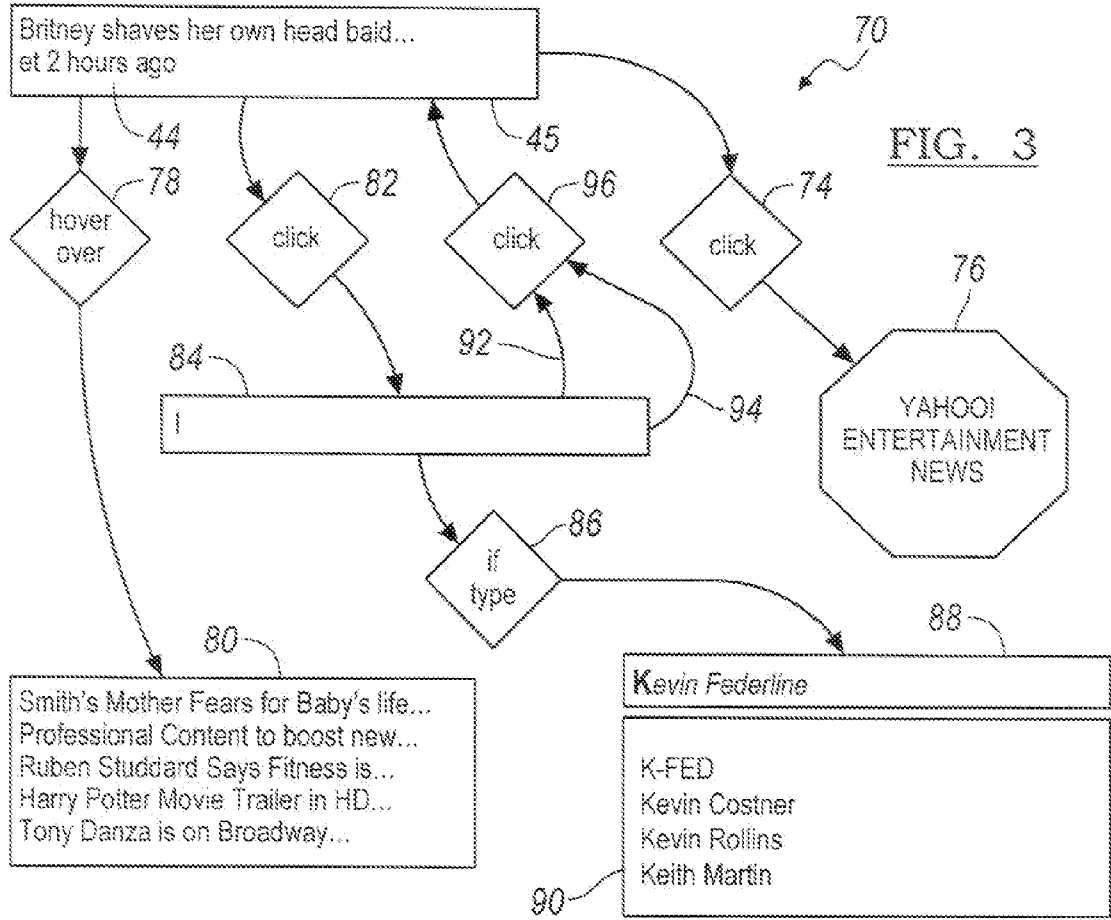 Britney shaves her own head baid...
et 2 hours ago
70
44
45
FIG. 3
78
82
96
74
hover
over
click
click
click
76
92
84
94
YAHOO!
ENTERTAINMENT
NEWS
|
86
if
type
80
88
Smith's Mother Fears for Baby's life...
Professional Content to boost new...
Ruben Studdard Says Fitness is...
Harry Potter Movie Trailer in HD...
Tony Danza is on Broadway...
Kevin Federline
K-FED
Kevin Costner
Kevin Rollins
Keith Martin
90